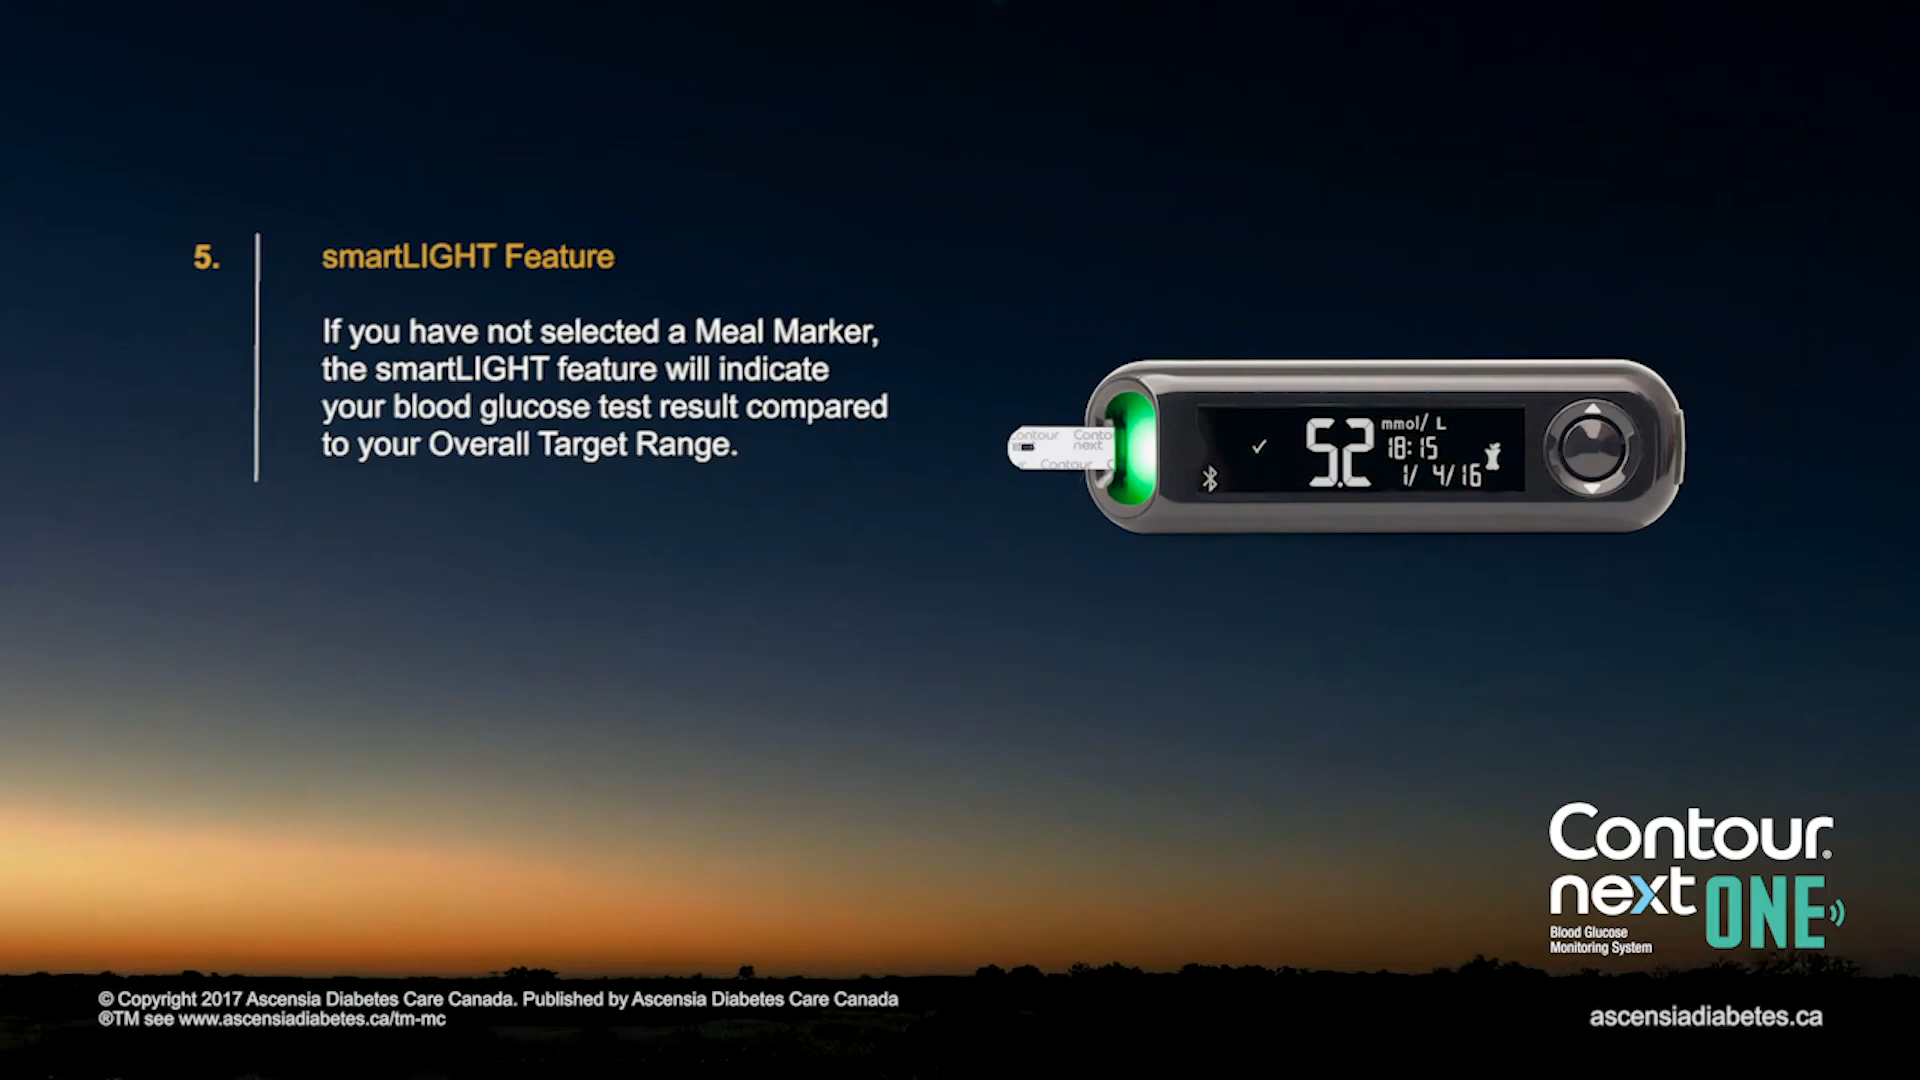 5.
smartLIGHT Feature
If you have not selected a Meal Marker,
the smartLIGHT feature will indicate
your blood glucose test result compared
to your Overall Target Range.
Contour
next
Contour
✓
5.2
mmol/ L
18:15
1/ 4/16
Contour®
next ONE
Blood Glucose
Monitoring System
© Copyright 2017 Ascensia Diabetes Care Canada. Published by Ascensia Diabetes Care Canada
®TM see www.ascensiadiabetes.ca/tm-mc
ascensiadiabetes.ca